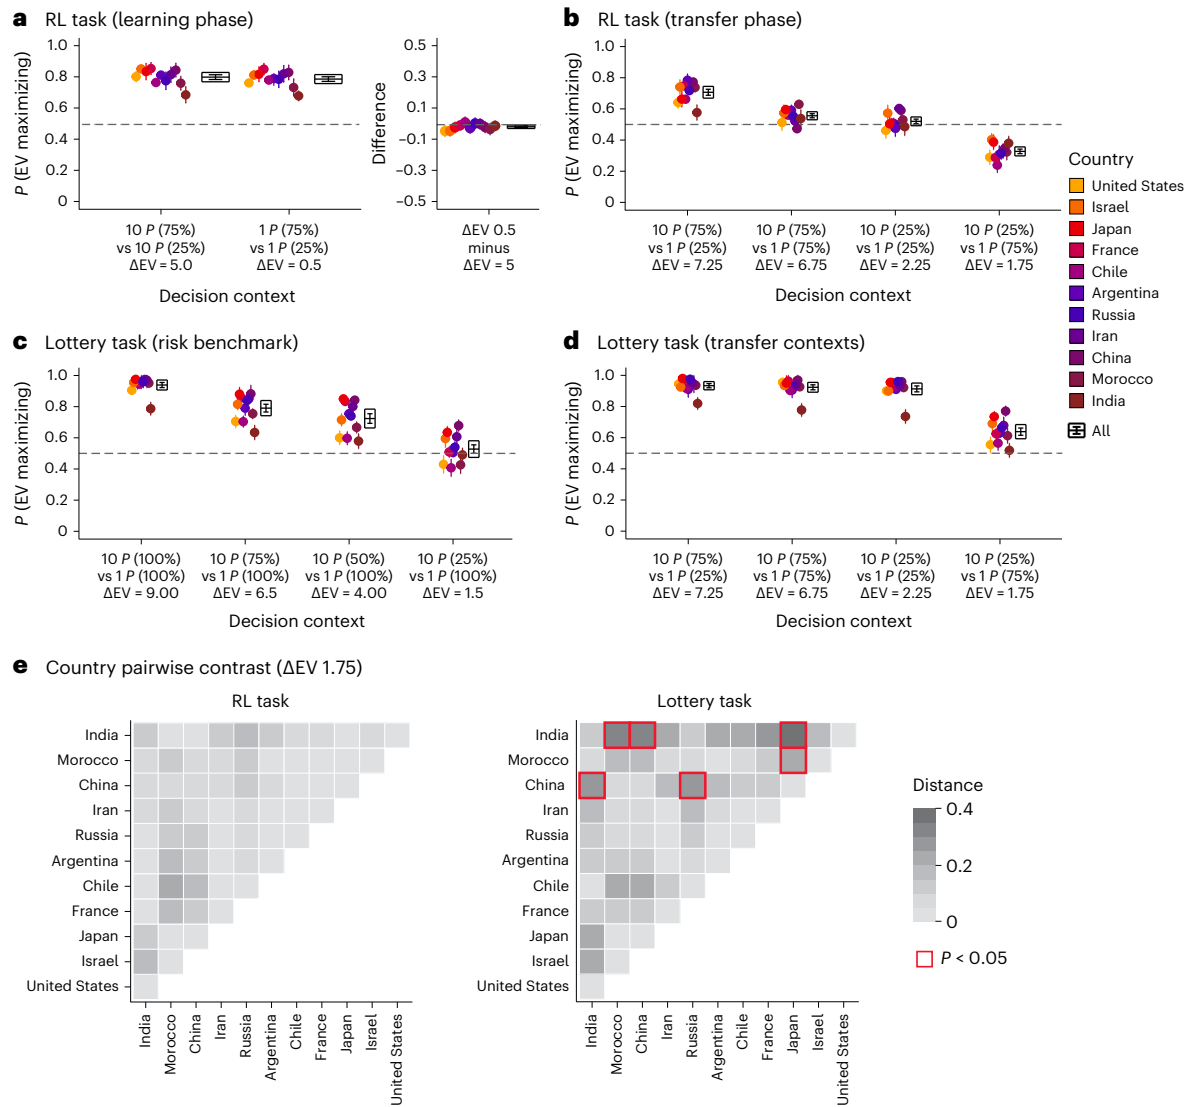 a RL task (learning phase)
P (EV maximizing)
1.0
0.8
0.6
0.4
0.2
0
10 P (75%)
vs 10 P (25%)
ΔEV = 5.0
1 P (75%)
vs 1 P (25%)
ΔEV = 0.5
Decision context
Difference
0.5
0.3
0.1
−0.1
−0.3
−0.5
ΔEV 0.5
minus
ΔEV = 5
b RL task (transfer phase)
P (EV maximizing)
1.0
0.8
0.6
0.4
0.2
0
10 P (75%)
vs 1 P (25%)
ΔEV = 7.25
10 P (75%)
vs 1 P (75%)
ΔEV = 6.75
10 P (25%)
vs 1 P (25%)
ΔEV = 2.25
10 P (25%)
vs 1 P (75%)
ΔEV = 1.75
Decision context
Country
United States
Israel
Japan
France
Chile
Argentina
Russia
Iran
China
Morocco
India
All
c Lottery task (risk benchmark)
P (EV maximizing)
1.0
0.8
0.6
0.4
0.2
0
10 P (100%)
vs 1 P (100%)
ΔEV = 9.00
10 P (75%)
vs 1 P (100%)
ΔEV = 6.5
10 P (50%)
vs 1 P (100%)
ΔEV = 4.00
10 P (25%)
vs 1 P (100%)
ΔEV = 1.5
Decision context
d Lottery task (transfer contexts)
P (EV maximizing)
1.0
0.8
0.6
0.4
0.2
0
10 P (75%)
vs 1 P (25%)
ΔEV = 7.25
10 P (75%)
vs 1 P (75%)
ΔEV = 6.75
10 P (25%)
vs 1 P (25%)
ΔEV = 2.25
10 P (25%)
vs 1 P (75%)
ΔEV = 1.75
Decision context
e Country pairwise contrast (ΔEV 1.75)
RL task
India
Morocco
China
Iran
Russia
Argentina
Chile
France
Japan
Israel
United States
India
Morocco
China
Iran
Russia
Argentina
Chile
France
Japan
Israel
United States
Lottery task
India
Morocco
China
Iran
Russia
Argentina
Chile
France
Japan
Israel
United States
India
Morocco
China
Iran
Russia
Argentina
Chile
France
Japan
Israel
United States
Distance
0.4
0.2
0
P < 0.05